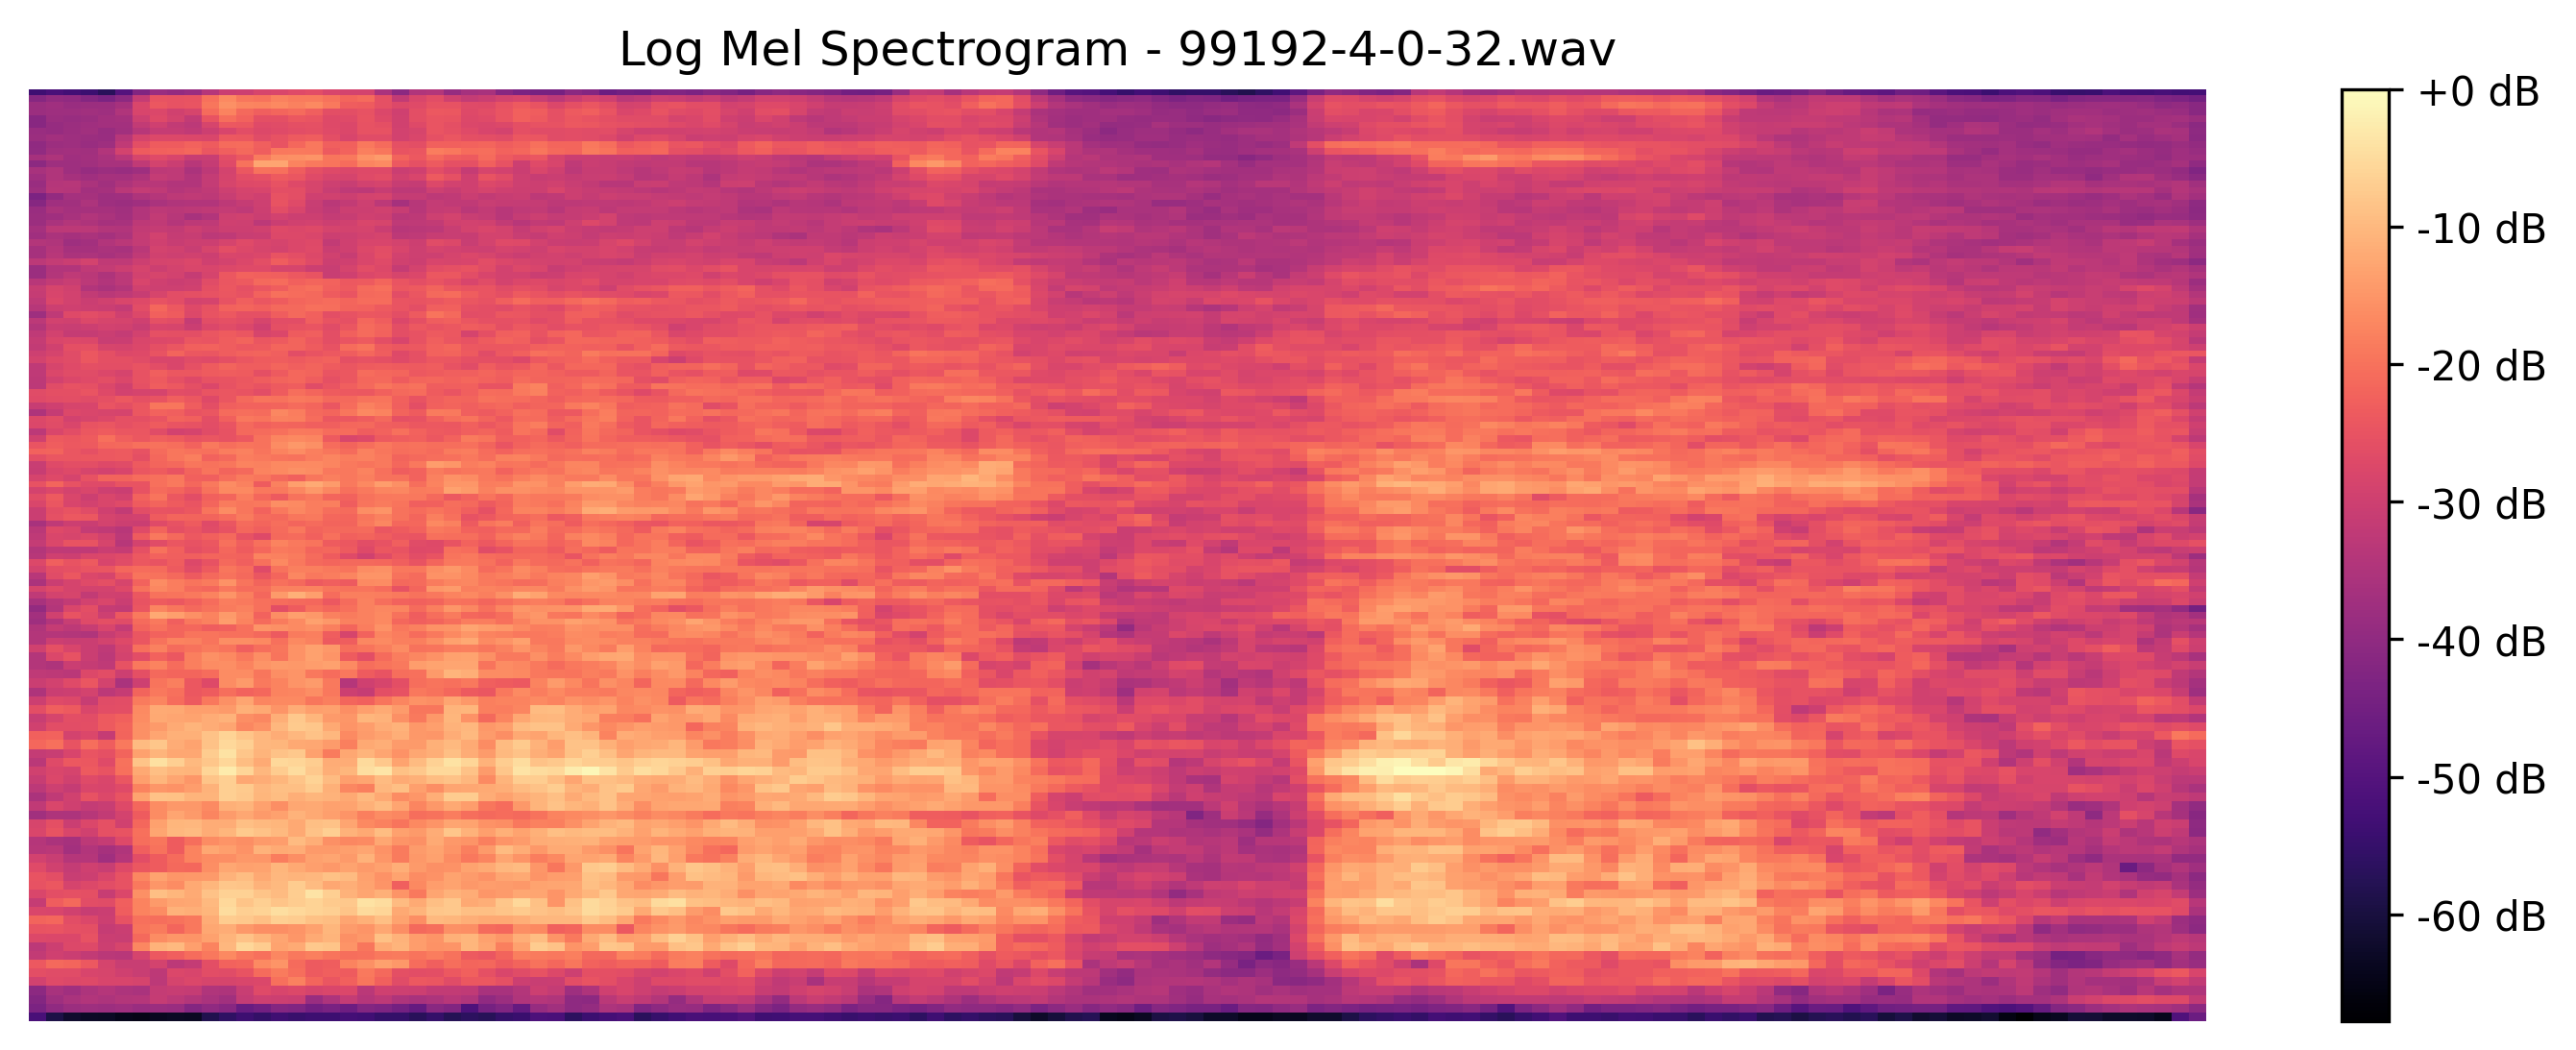 Log Mel Spectrogram - 99192-4-0-32.wav
+0 dB
-10 dB
-20 dB
-30 dB
-40 dB
-50 dB
-60 dB